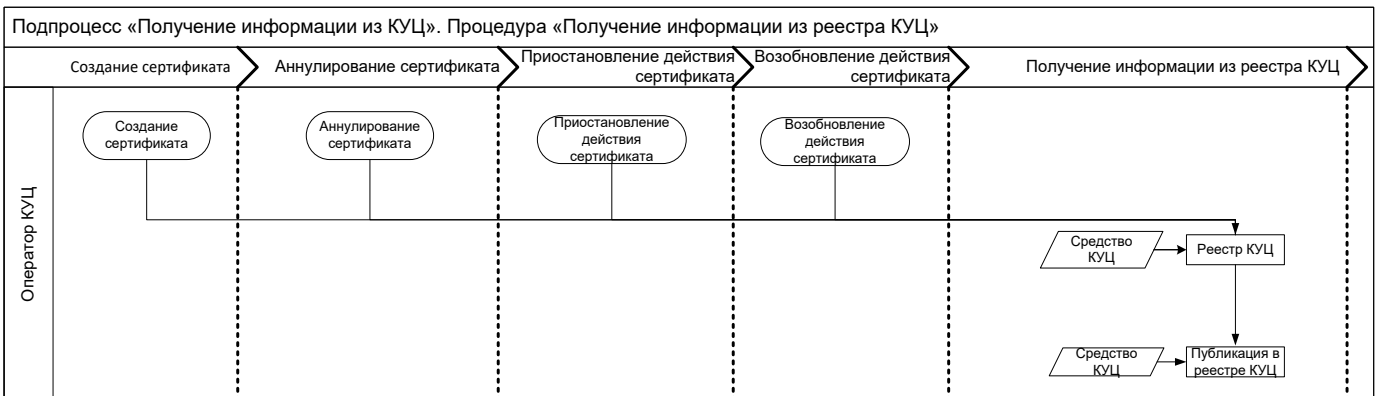 Подпроцесс «Получение информации из КУЦ». Процедура «Получение информации из реестра КУЦ»
Создание сертификата
Аннулирование сертификата
Приостановление действия
сертификата
Возобновление действия
сертификата
Получение информации из реестра КУЦ
Оператор КУЦ
Создание
сертификата
Аннулирование
сертификата
Приостановление
действия
сертификата
Возобновление
действия
сертификата
Средство
КУЦ
Реестр КУЦ
Средство
КУЦ
Публикация в
реестре КУЦ